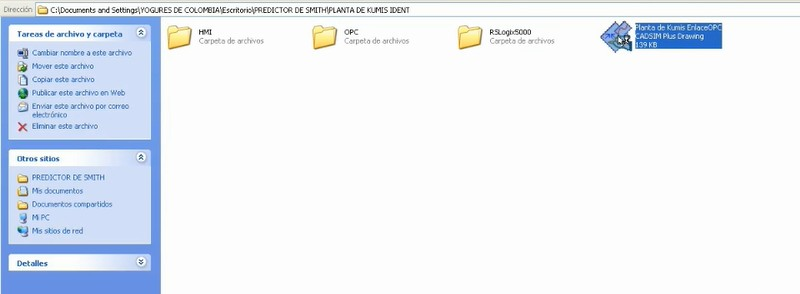 Dirección C:\Documents and Settings\YOGURES DE COLOMBIA\Escritorio\PREDICTOR DE SMITH\PLANTA DE KUMIS IDENT
Tareas de archivo y carpeta
Cambiar nombre a este archivo
Mover este archivo
Copiar este archivo
Publicar este archivo en Web
Enviar este archivo por correo
electrónico
Eliminar este archivo
Otros sitios
PREDICTOR DE SMITH
Mis documentos
Documentos compartidos
Mi PC
Mis sitios de red
Detalles
HMI
Carpeta de archivos
OPC
Carpeta de archivos
RSLogix5000
Carpeta de archivos
Planta de Kumis EnlaceOPC
CADSIM Plus Drawing
139 KB